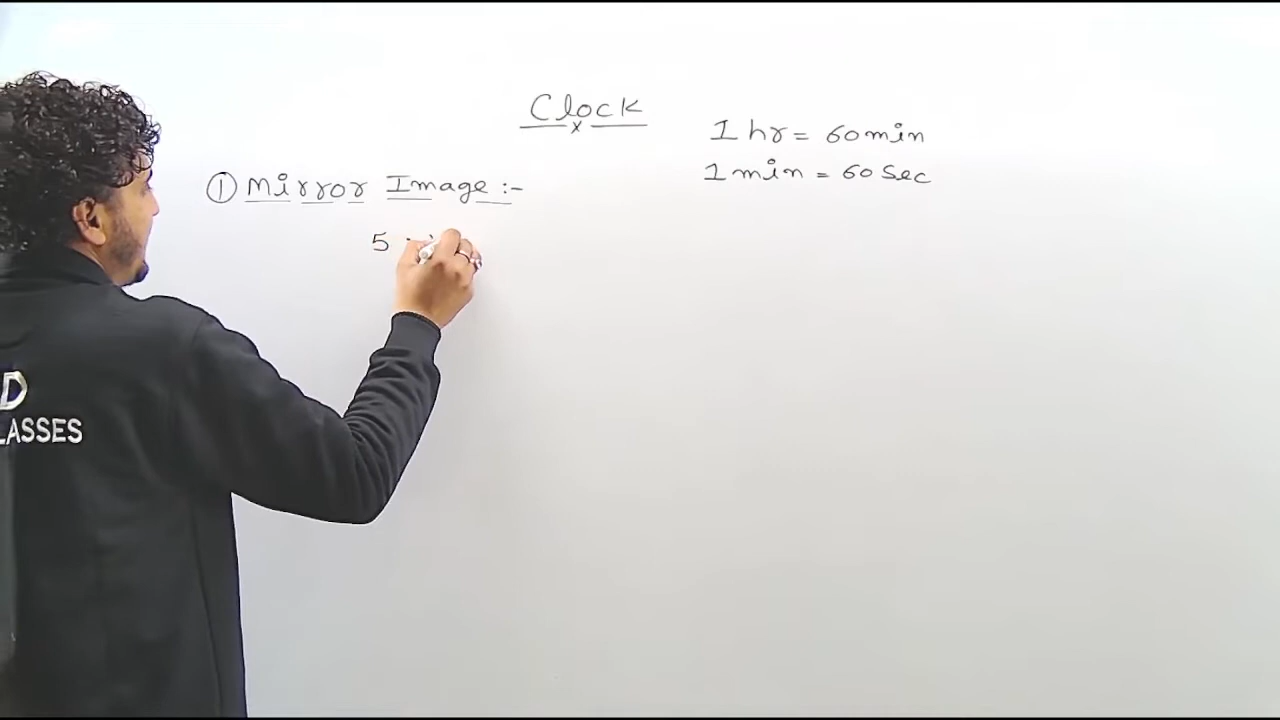 Clock
x
1 hr = 60 min
1 min = 60 Sec
① Mirror Image :-
5
D
LASSES